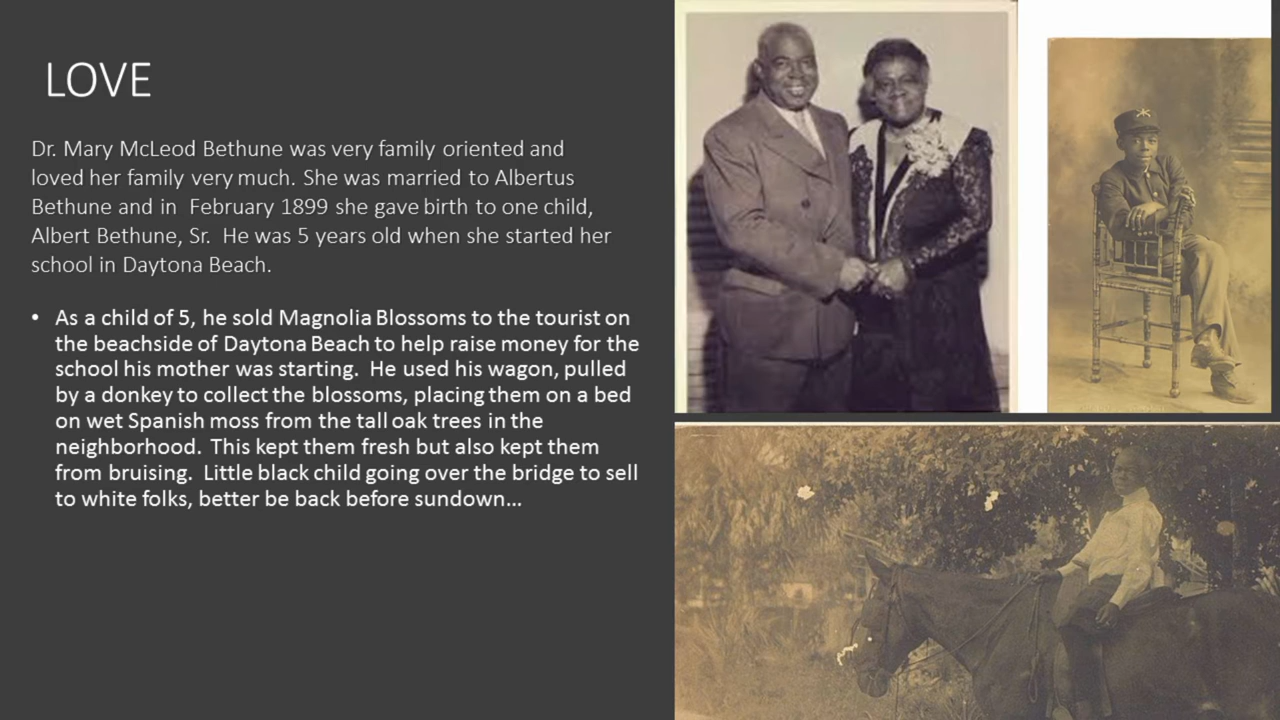 LOVE
Dr. Mary McLeod Bethune was very family oriented and
loved her family very much. She was married to Albertus
Bethune and in February 1899 she gave birth to one child,
Albert Bethune, Sr. He was 5 years old when she started her
school in Daytona Beach.
• As a child of 5, he sold Magnolia Blossoms to the tourist on
the beachside of Daytona Beach to help raise money for the
school his mother was starting. He used his wagon, pulled
by a donkey to collect the blossoms, placing them on a bed
on wet Spanish moss from the tall oak trees in the
neighborhood. This kept them fresh but also kept them
from bruising. Little black child going over the bridge to sell
to white folks, better be back before sundown...